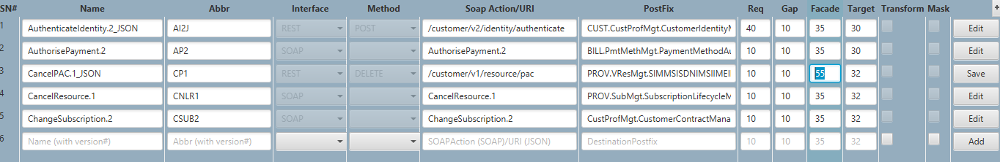 SN# Name Abbr Interface Method Soap Action/URI PostFix Req Gap Facade Target Transform Mask +
1 AuthenticateIdentity.2_JSON AI2J REST POST /customer/v2/identity/authenticate CUST.CustProfMgt.CustomerIdentityM 40 10 35 30 Edit
2 AuthorisePayment.2 AP2 SOAP AuthorisePayment.2 BILL.PmtMethMgt.PaymentMethodAu 10 10 35 30 Edit
3 CancelPAC.1_JSON CP1 REST DELETE /customer/v1/resource/pac PROV.VResMgt.SIMMSISDNIMSIIMEII 10 10 55 32 Save
4 CancelResource.1 CNLR1 SOAP CancelResource.1 PROV.SubMgt.SubscriptionLifecycleM 10 10 35 32 Edit
5 ChangeSubscription.2 CSUB2 SOAP ChangeSubscription.2 CustProfMgt.CustomerContractMana 10 10 35 32 Edit
6 Name (with version#) Abbr (with version#) SOAPAction (SOAP)/URI (JSON) DestinationPostfix 10 10 35 32 Add